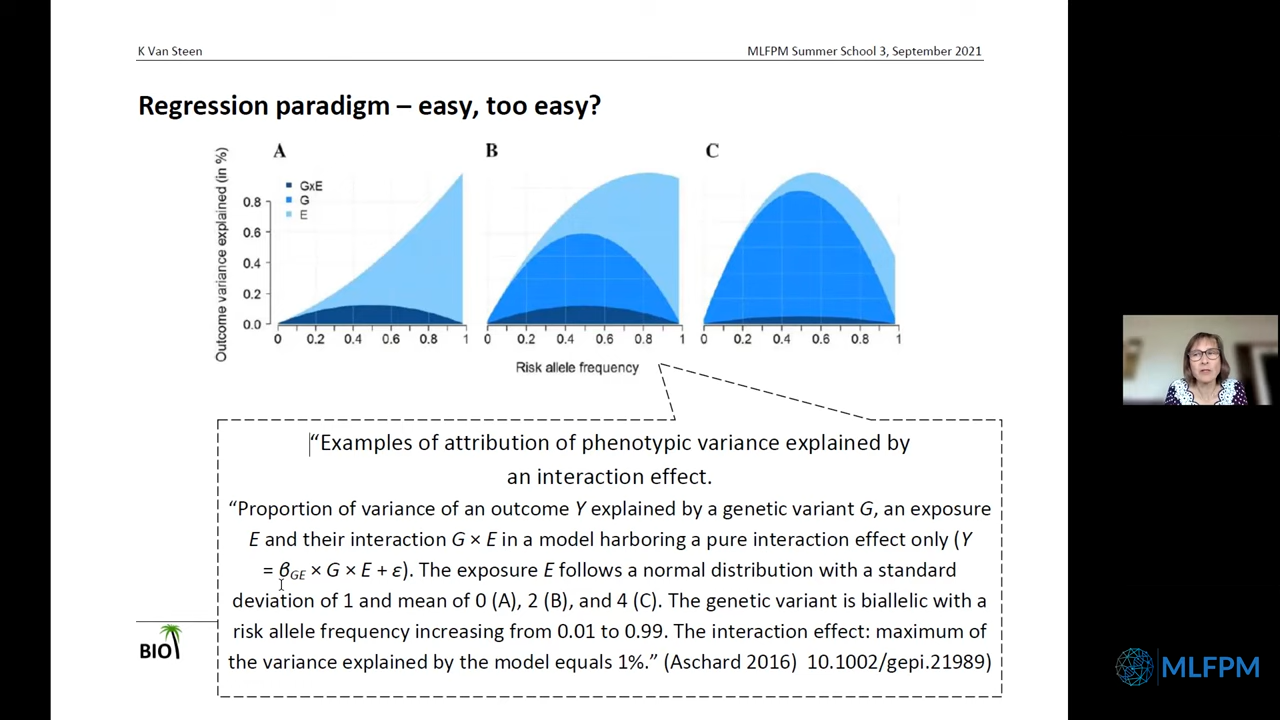 K Van Steen
MLFPM Summer School 3, September 2021
Regression paradigm – easy, too easy?
A
B
C
Outcome variance explained (in %)
GxE
G
E
0.8
0.6
0.4
0.2
0.0
0 0.2 0.4 0.6 0.8 1
0 0.2 0.4 0.6 0.8 1
0 0.2 0.4 0.6 0.8 1
Risk allele frequency
“Examples of attribution of phenotypic variance explained by
an interaction effect.
“Proportion of variance of an outcome Y explained by a genetic variant G, an exposure
E and their interaction G × E in a model harboring a pure interaction effect only (Y
= βGE × G × E + ε). The exposure E follows a normal distribution with a standard
deviation of 1 and mean of 0 (A), 2 (B), and 4 (C). The genetic variant is biallelic with a
risk allele frequency increasing from 0.01 to 0.99. The interaction effect: maximum of
the variance explained by the model equals 1%.” (Aschard 2016) 10.1002/gepi.21989)
BIO
MLFPM